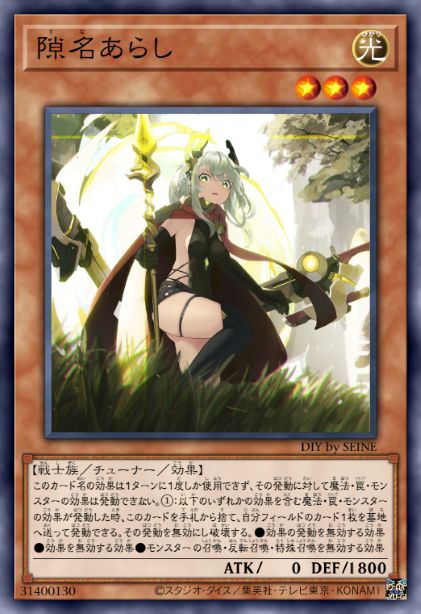 隙名あらし
光
DIY by SEINE
【戦士族／チューナー／効果】
このカード名の効果は1ターンに1度しか使用できず、その発動に対して魔法・罠・モン
スターの効果は発動できない。①：以下のいずれかの効果を含む魔法・罠・モンスター
の効果が発動した時、このカードを手札から捨て、自分フィールドのカード1枚を墓地
へ送って発動できる。その発動を無効にし破壊する。●効果の発動を無効する効果
●効果を無効する効果●モンスターの召喚・反転召喚・特殊召喚を無効する効果
ATK/ 0 DEF/1800
31400130
©スタジオ・ダイス／集英社・テレビ東京・KONAMI